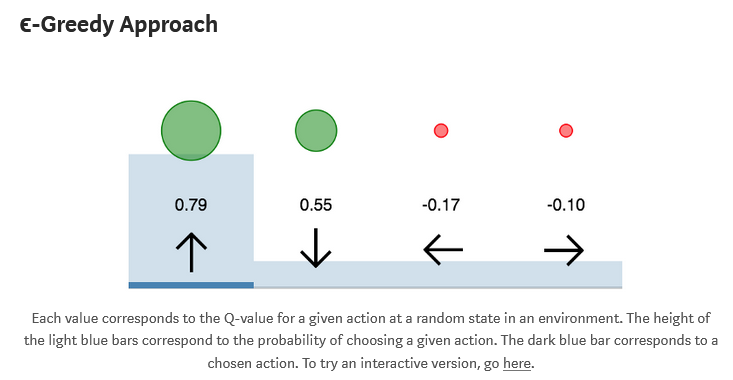 ϵ-Greedy Approach
0.79 0.55 -0.17 -0.10
Each value corresponds to the Q-value for a given action at a random state in an environment. The height of
the light blue bars correspond to the probability of choosing a given action. The dark blue bar corresponds to a
chosen action. To try an interactive version, go here.